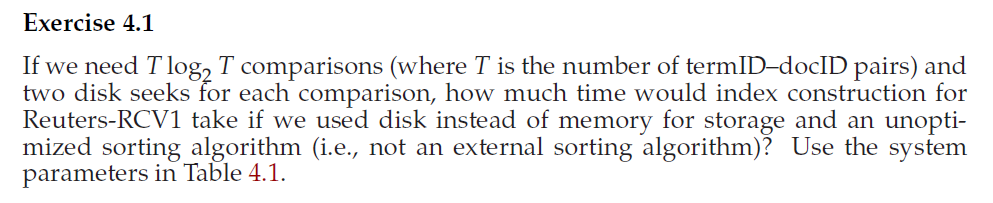 Exercise 4.1
If we need T log₂ T comparisons (where T is the number of termID–docID pairs) and
two disk seeks for each comparison, how much time would index construction for
Reuters-RCV1 take if we used disk instead of memory for storage and an unopti-
mized sorting algorithm (i.e., not an external sorting algorithm)? Use the system
parameters in Table 4.1.